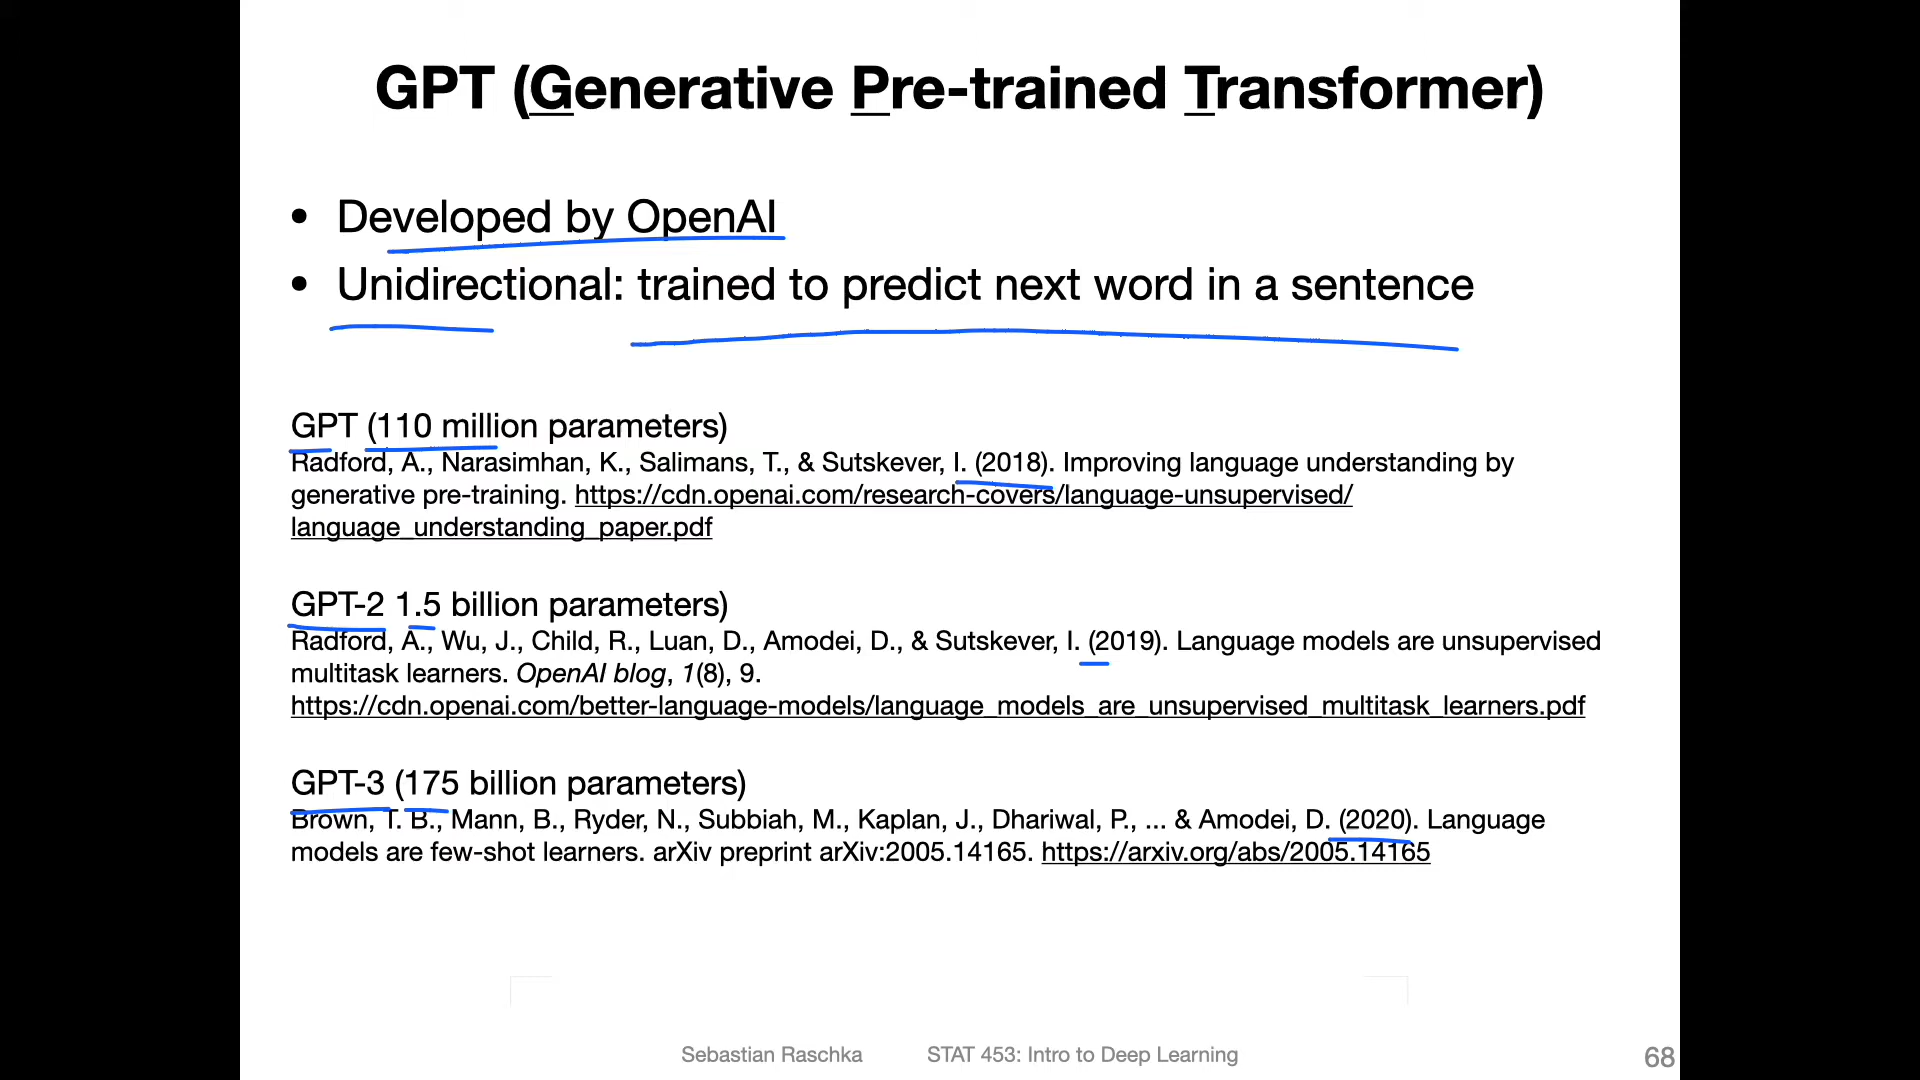 GPT (Generative Pre-trained Transformer)
• Developed by OpenAI
• Unidirectional: trained to predict next word in a sentence
GPT (110 million parameters)
Radford, A., Narasimhan, K., Salimans, T., & Sutskever, I. (2018). Improving language understanding by
generative pre-training. https://cdn.openai.com/research-covers/language-unsupervised/
language_understanding_paper.pdf
GPT-2 1.5 billion parameters)
Radford, A., Wu, J., Child, R., Luan, D., Amodei, D., & Sutskever, I. (2019). Language models are unsupervised
multitask learners. OpenAI blog, 1(8), 9.
https://cdn.openai.com/better-language-models/language_models_are_unsupervised_multitask_learners.pdf
GPT-3 (175 billion parameters)
Brown, T. B., Mann, B., Ryder, N., Subbiah, M., Kaplan, J., Dhariwal, P., ... & Amodei, D. (2020). Language
models are few-shot learners. arXiv preprint arXiv:2005.14165. https://arxiv.org/abs/2005.14165
Sebastian Raschka STAT 453: Intro to Deep Learning 68